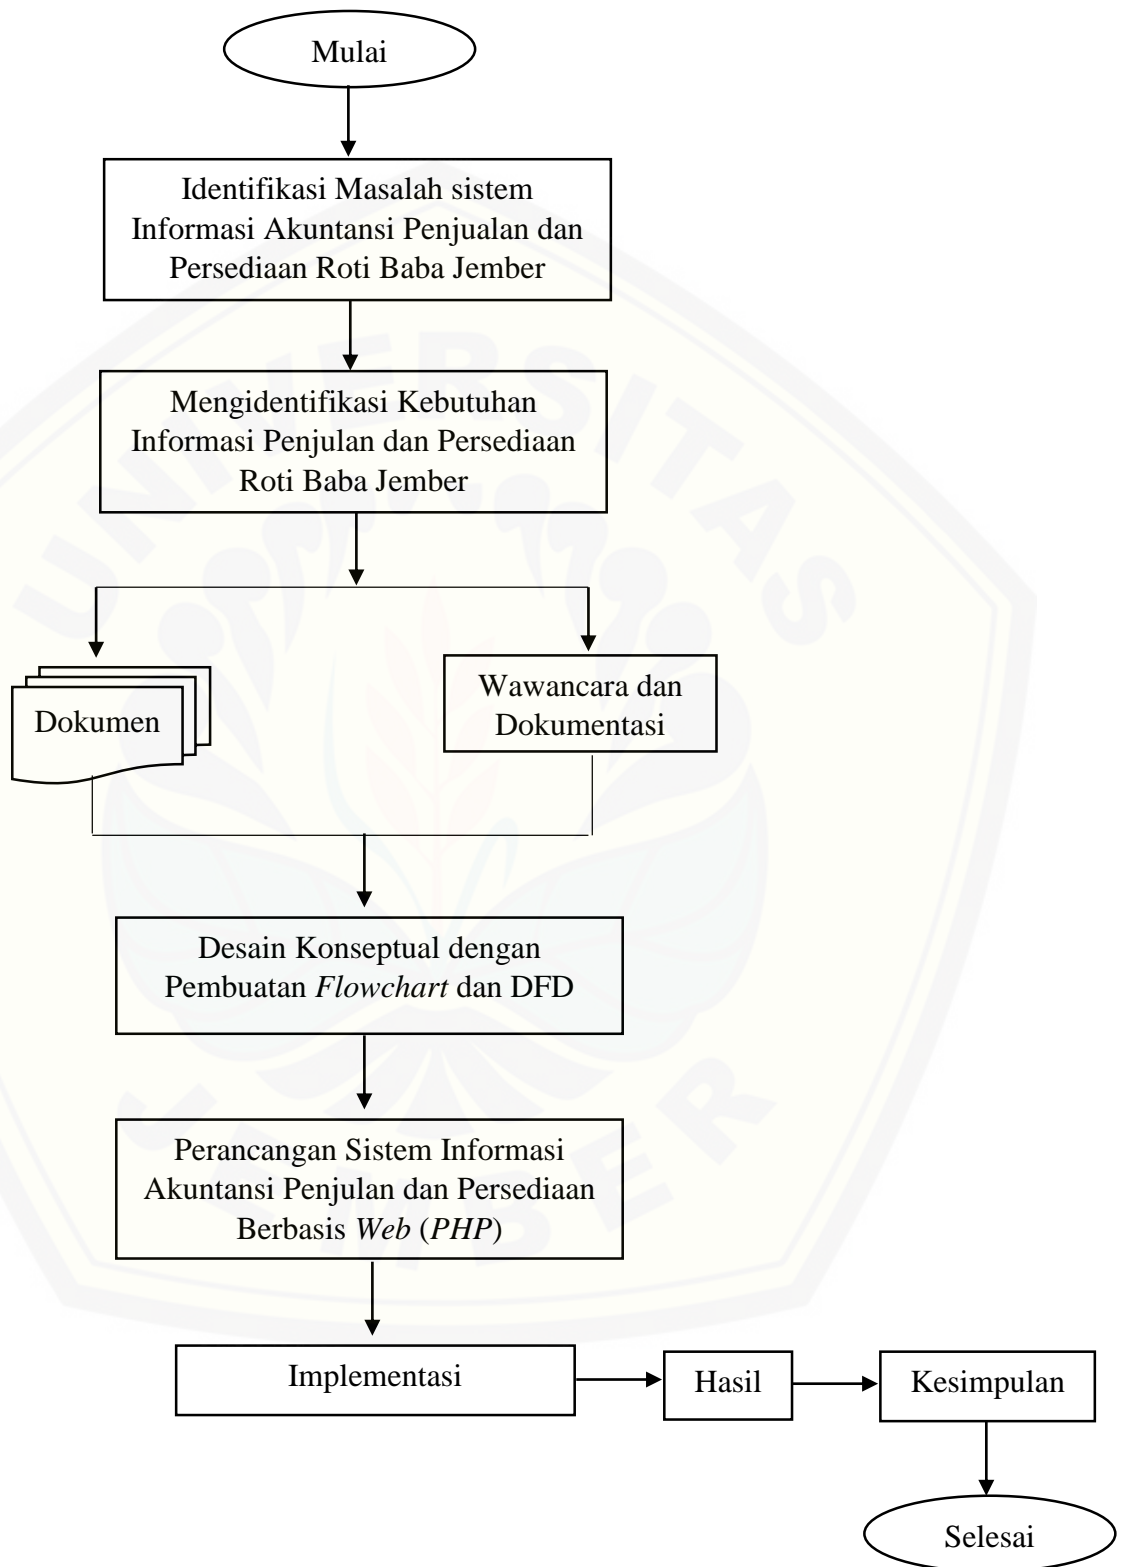 Mulai
Identifikasi Masalah sistem
Informasi Akuntansi Penjualan dan
Persediaan Roti Baba Jember
Mengidentifikasi Kebutuhan
Informasi Penjulan dan Persediaan
Roti Baba Jember
Dokumen
Wawancara dan
Dokumentasi
Desain Konseptual dengan
Pembuatan Flowchart dan DFD
Perancangan Sistem Informasi
Akuntansi Penjulan dan Persediaan
Berbasis Web (PHP)
Implementasi
Hasil
Kesimpulan
Selesai
UNIVERSITAS
JEMBER